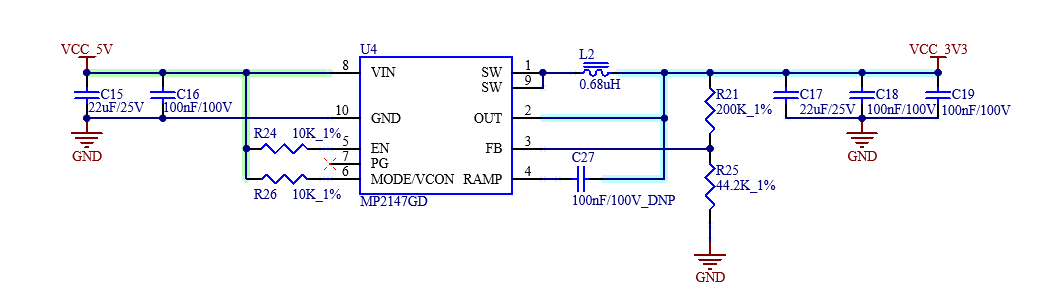 VCC_5V
U4
L2
VCC_3V3
8
VIN
SW
1
SW
9
0.68uH
C15
22uF/25V
C16
100nF/100V
R21
200K_1%
C17
22uF/25V
C18
100nF/100V
C19
100nF/100V
10
GND
OUT
2
GND
R24
10K_1%
5
EN
FB
3
GND
7
PG
C27
R26
10K_1%
6
MODE/VCON
RAMP
4
R25
44.2K_1%
MP2147GD
100nF/100V_DNP
GND